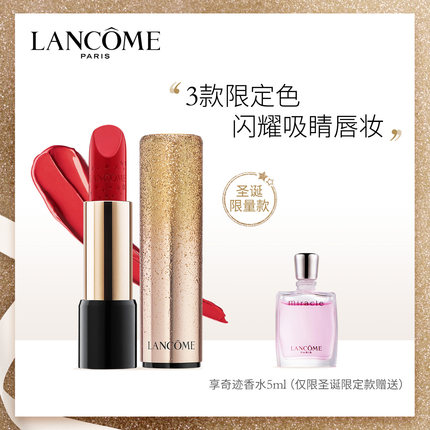 LANCÔME
PARIS
“3款限定色
闪耀吸睛唇妆”
圣诞
限量款
LANCÔME
miracle
LANCÔME
PARIS
享奇迹香水5ml（仅限圣诞限定款赠送）